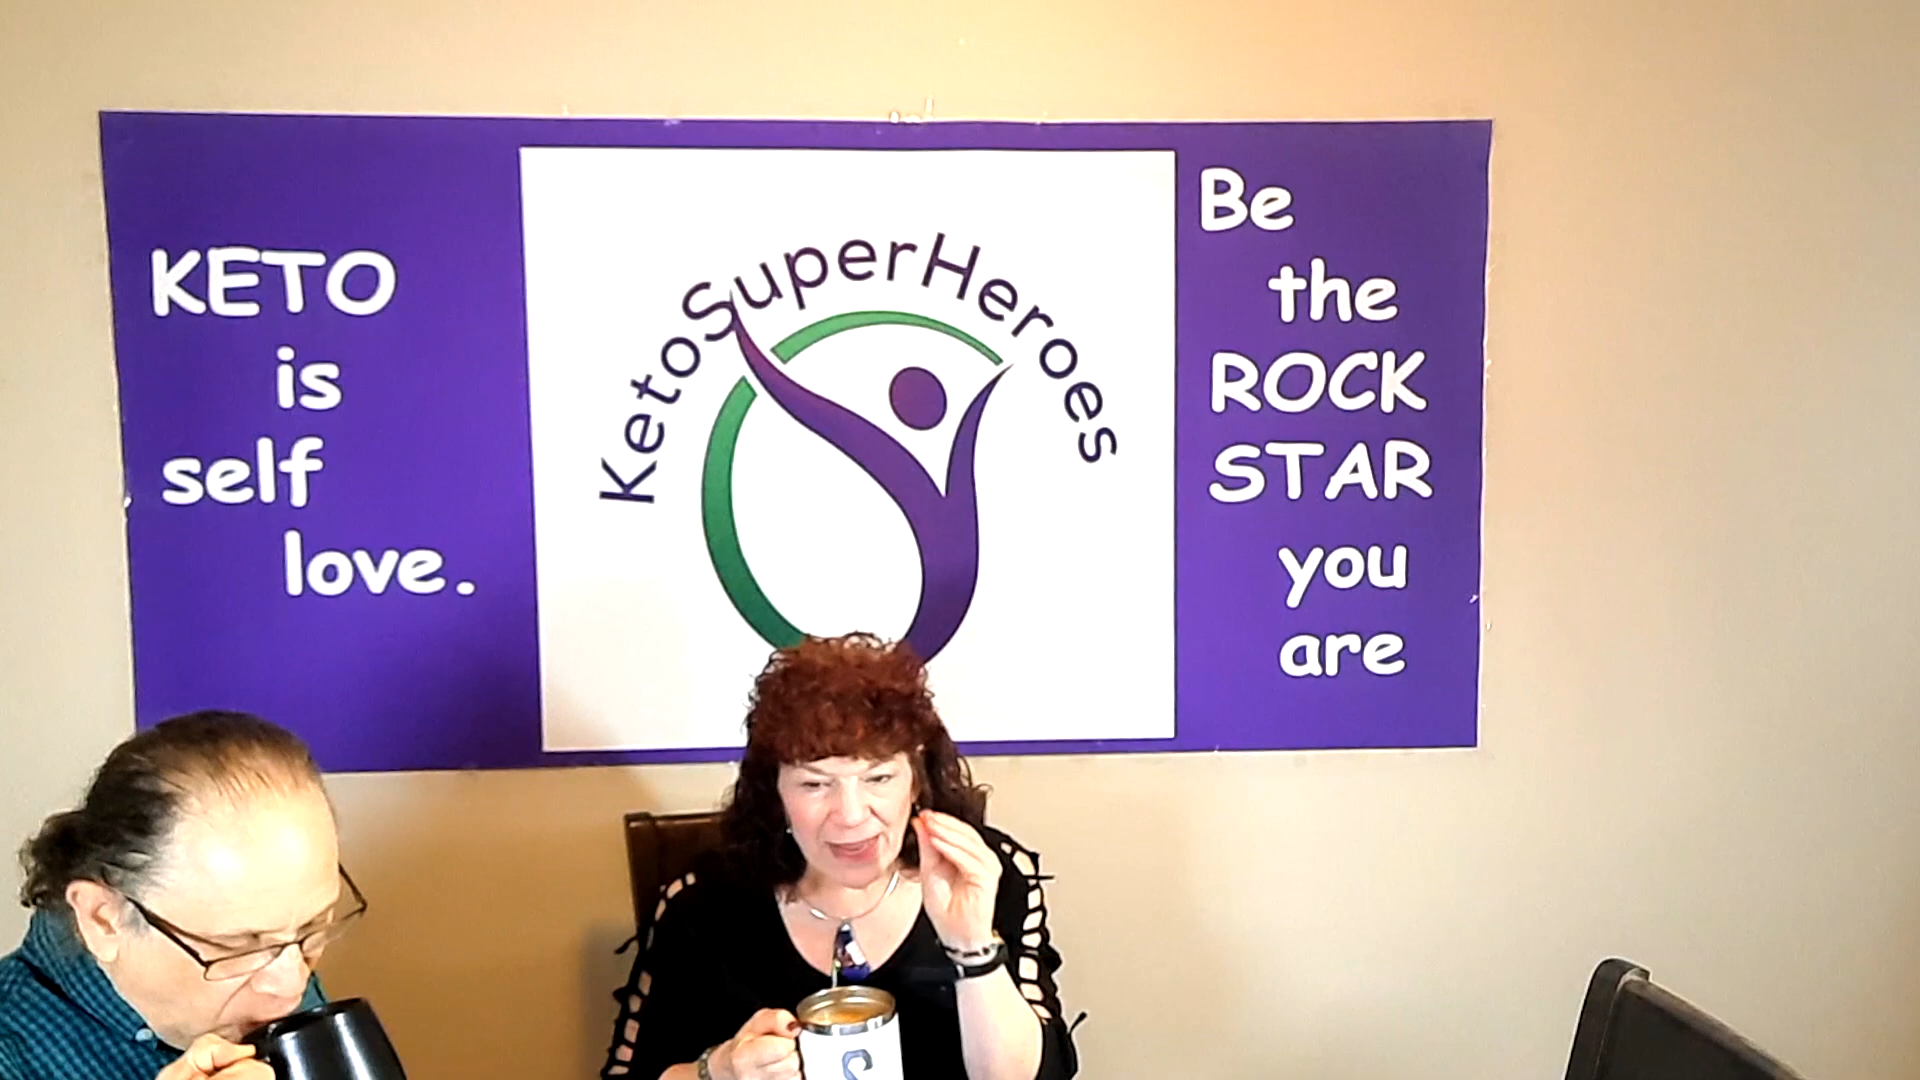 KETO
is
self
love.
KetoSuperHeroes
Be
the
ROCK
STAR
you
are